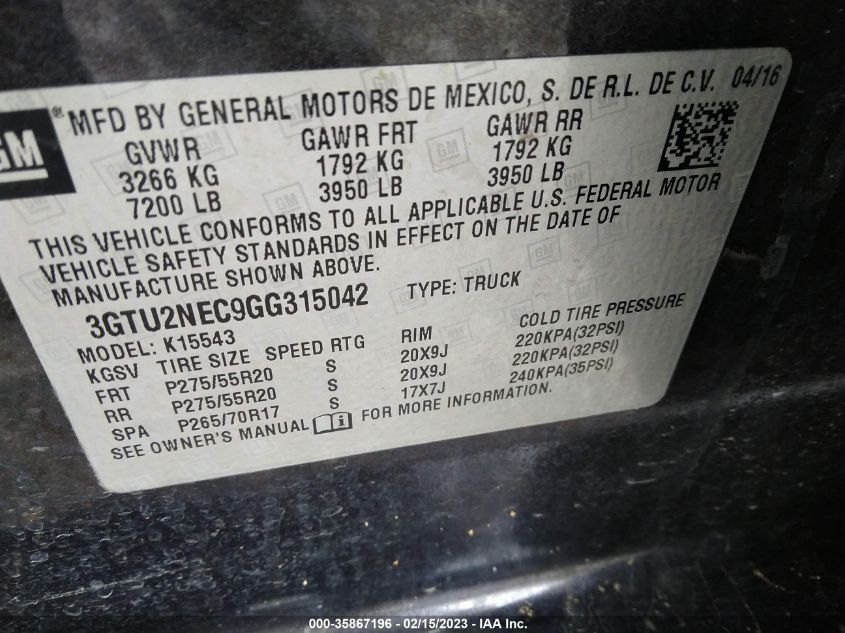 GM ® MFD BY GENERAL MOTORS DE MEXICO, S. DE R.L. DE C.V. 04/16
GVWR GAWR FRT GAWR RR
3266 KG 1792 KG 1792 KG
7200 LB 3950 LB 3950 LB
THIS VEHICLE CONFORMS TO ALL APPLICABLE U.S. FEDERAL MOTOR
VEHICLE SAFETY STANDARDS IN EFFECT ON THE DATE OF
MANUFACTURE SHOWN ABOVE.
3GTU2NEC9GG315042 TYPE: TRUCK
MODEL: K15543
KGSV TIRE SIZE SPEED RTG RIM COLD TIRE PRESSURE
FRT P275/55R20 S 20X9J 220KPA(32PSI)
RR P275/55R20 S 20X9J 220KPA(32PSI)
SPA P265/70R17 S 17X7J 240KPA(35PSI)
SEE OWNER'S MANUAL i FOR MORE INFORMATION.
000-35867196 - 02/15/2023 - IAA Inc.